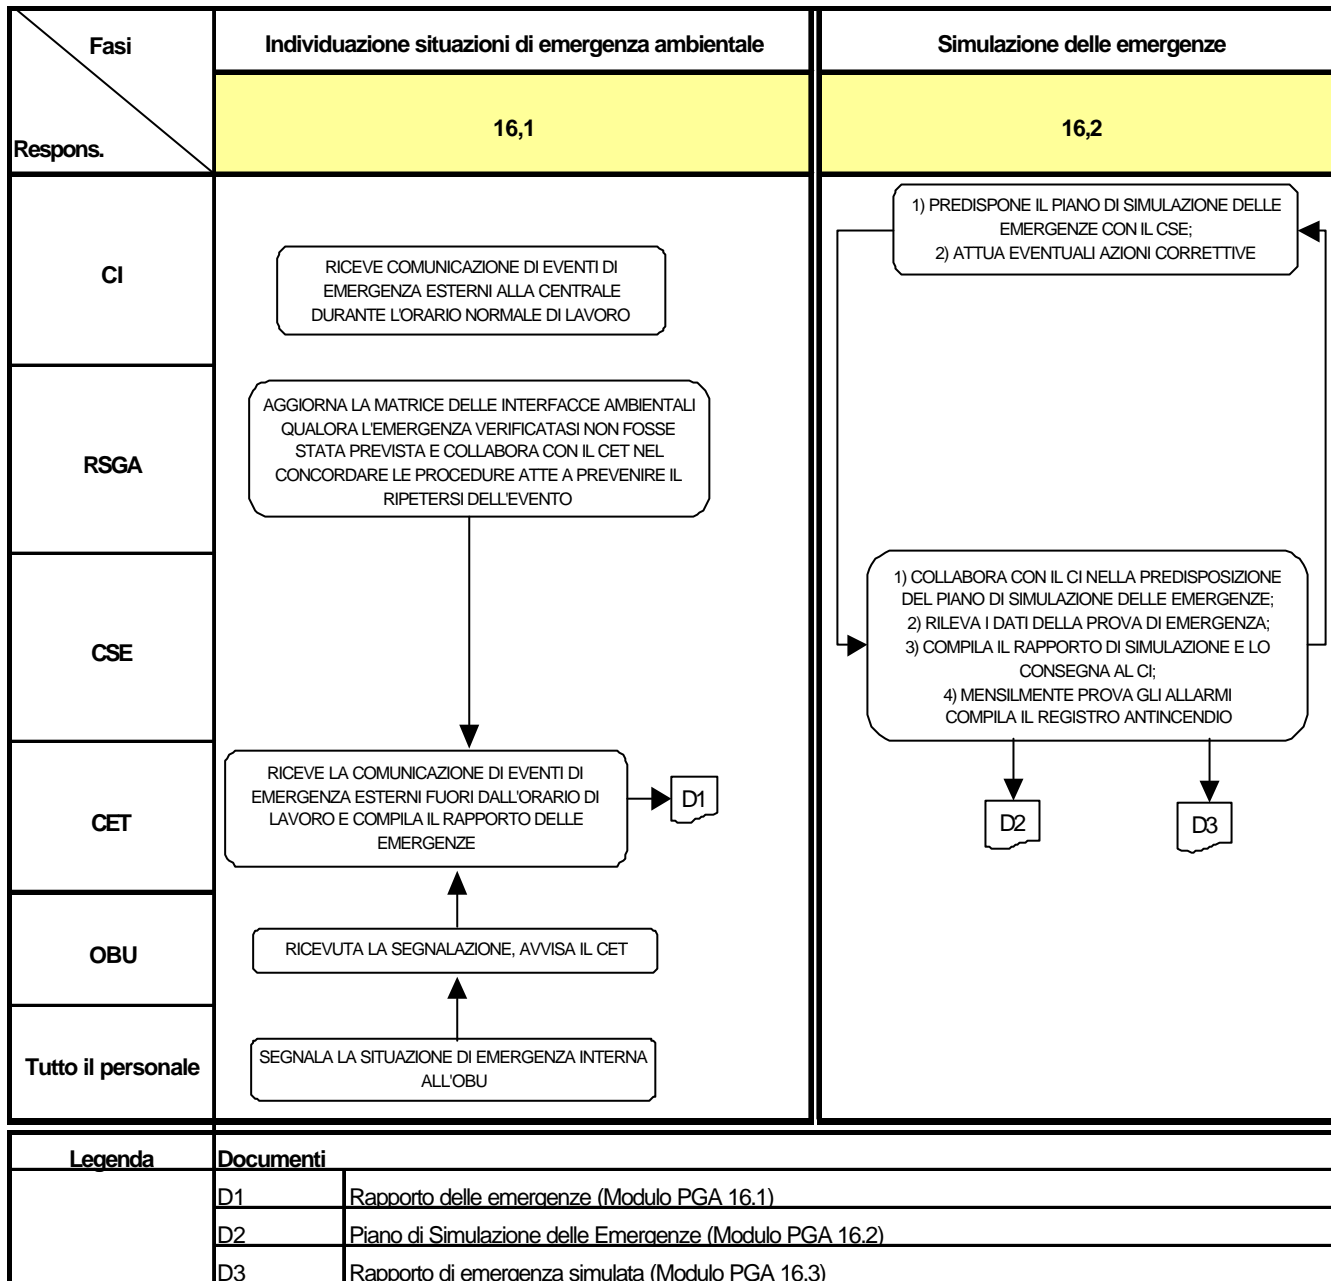 Fasi
Respons.
Individuazione situazioni di emergenza ambientale
Simulazione delle emergenze
16,1
16,2
CI
RICEVE COMUNICAZIONE DI EVENTI DI
EMERGENZA ESTERNI ALLA CENTRALE
DURANTE L'ORARIO NORMALE DI LAVORO
1) PREDISPONE IL PIANO DI SIMULAZIONE DELLE
EMERGENZE CON IL CSE;
2) ATTUA EVENTUALI AZIONI CORRETTIVE
RSGA
AGGIORNA LA MATRICE DELLE INTERFACCE AMBIENTALI
QUALORA L'EMERGENZA VERIFICATASI NON FOSSE
STATA PREVISTA E COLLABORA CON IL CET NEL
CONCORDARE LE PROCEDURE ATTE A PREVENIRE IL
RIPETERSI DELL'EVENTO
CSE
1) COLLABORA CON IL CI NELLA PREDISPOSIZIONE
DEL PIANO DI SIMULAZIONE DELLE EMERGENZE;
2) RILEVA I DATI DELLA PROVA DI EMERGENZA;
3) COMPILA IL RAPPORTO DI SIMULAZIONE E LO
CONSEGNA AL CI;
4) MENSILMENTE PROVA GLI ALLARMI
COMPILA IL REGISTRO ANTINCENDIO
CET
RICEVE LA COMUNICAZIONE DI EVENTI DI
EMERGENZA ESTERNI FUORI DALL'ORARIO DI
LAVORO E COMPILA IL RAPPORTO DELLE
EMERGENZE
D1
D2
D3
OBU
RICEVUTA LA SEGNALAZIONE, AVVISA IL CET
Tutto il personale
SEGNALA LA SITUAZIONE DI EMERGENZA INTERNA
ALL'OBU
Legenda
Documenti
D1
Rapporto delle emergenze (Modulo PGA 16.1)
D2
Piano di Simulazione delle Emergenze (Modulo PGA 16.2)
D3
Rapporto di emergenza simulata (Modulo PGA 16.3)